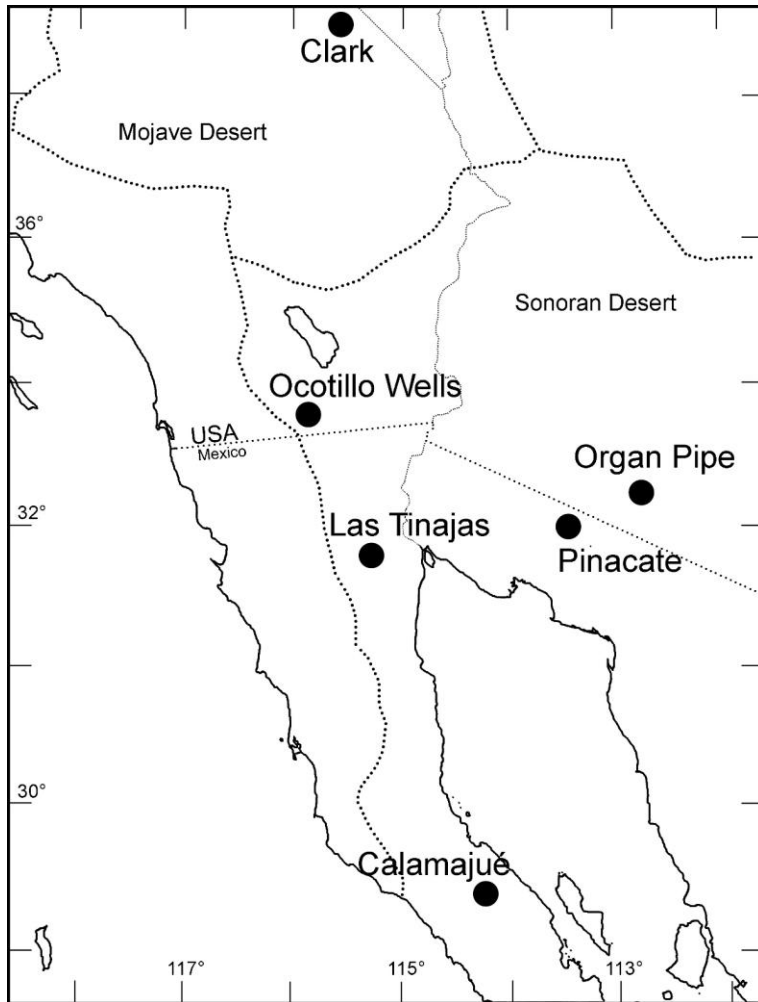 Clark
Mojave Desert
36°
Sonoran Desert
Ocotillo Wells
USA
Mexico
Organ Pipe
32°
Las Tinajas
Pinacate
30°
Calamajué
117°
115°
113°